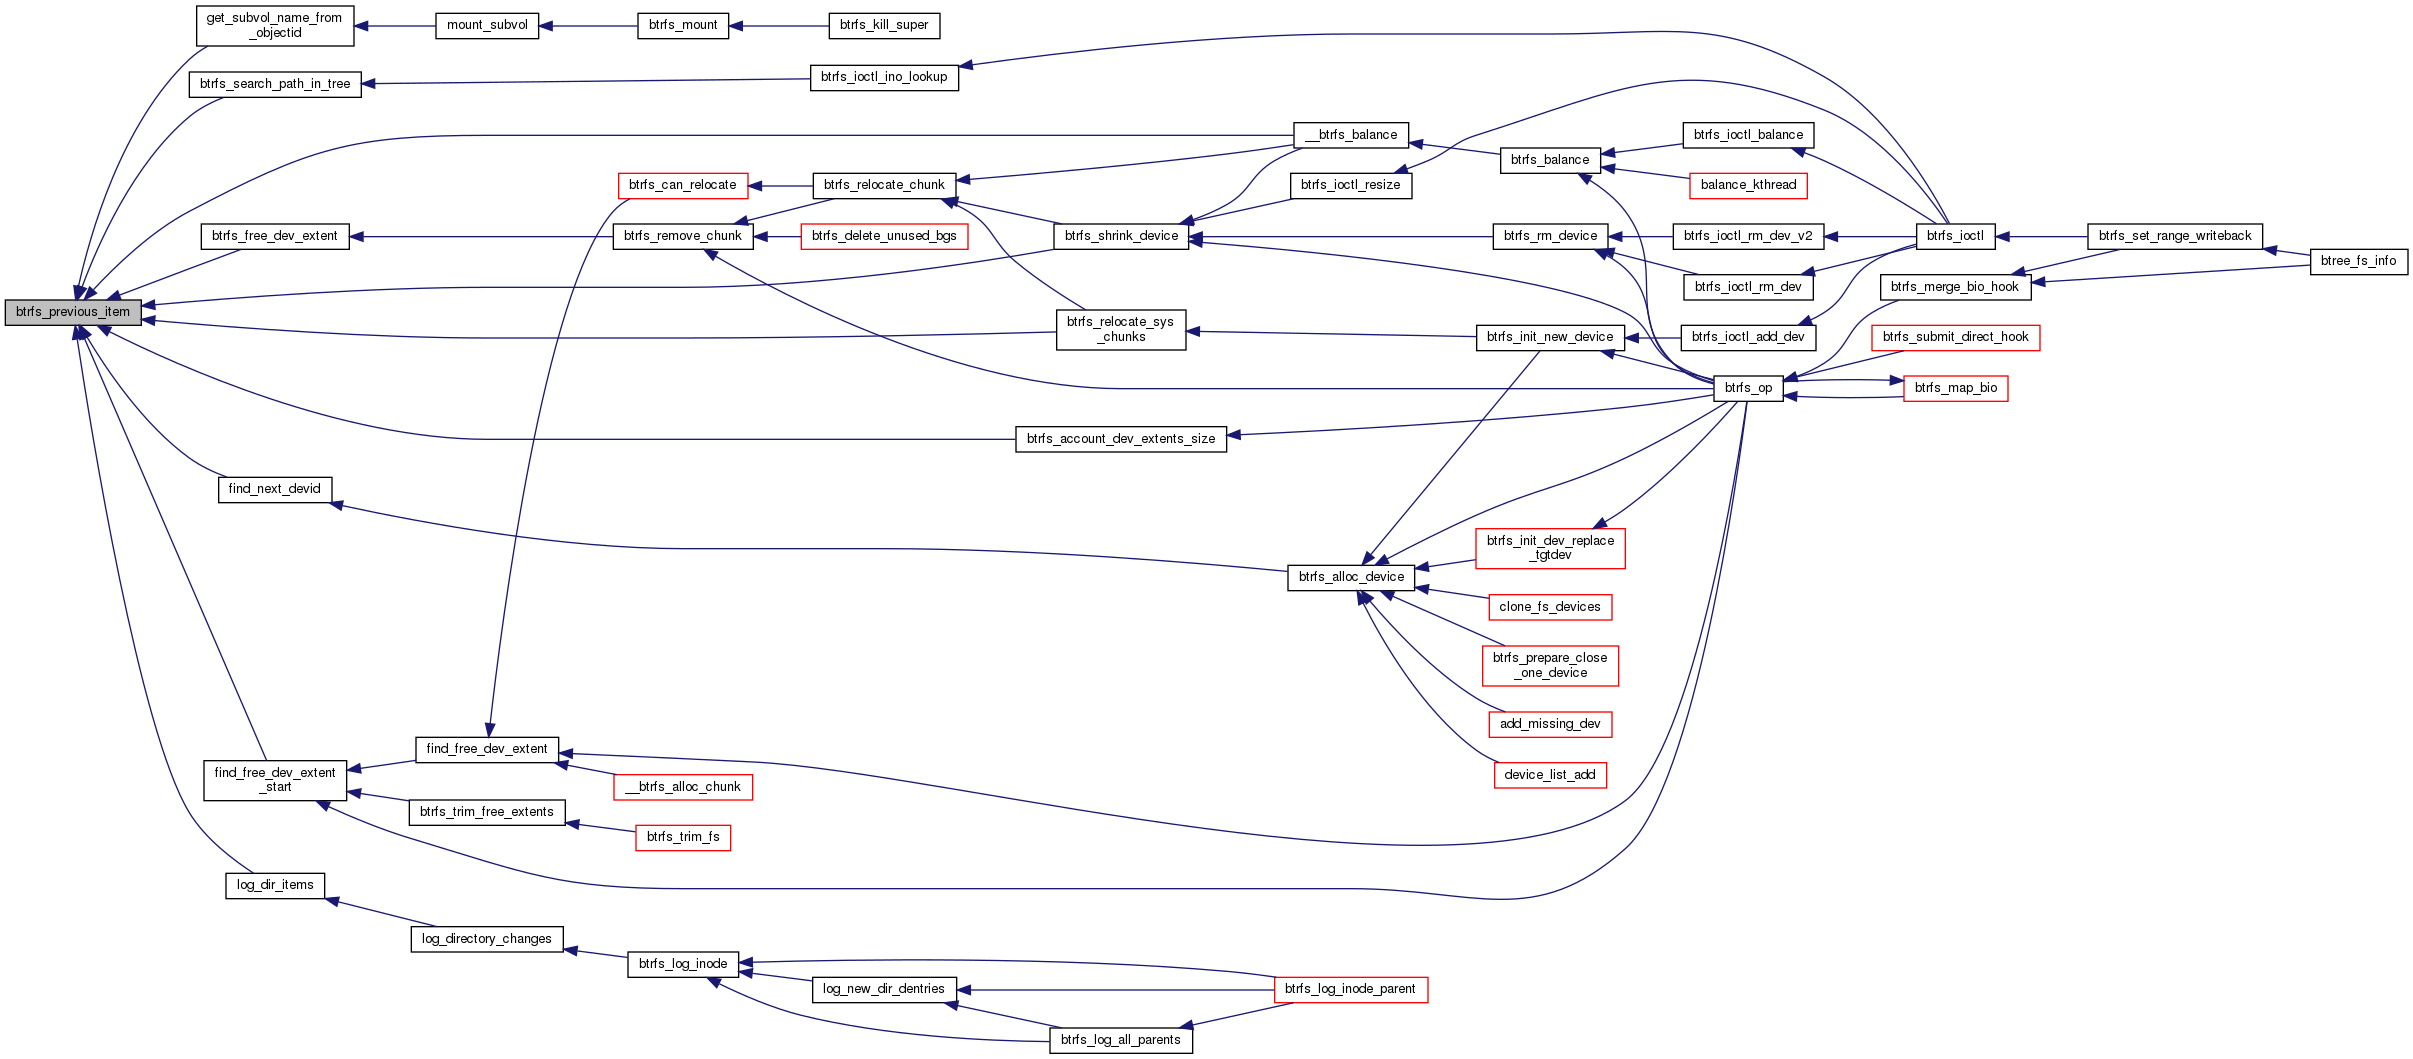 get_subvol_name_from
_objectid
mount_subvol
btrfs_mount
btrfs_kill_super
btrfs_search_path_in_tree
btrfs_ioctl_ino_lookup
__btrfs_balance
btrfs_ioctl_balance
btrfs_balance
btrfs_can_relocate
btrfs_relocate_chunk
btrfs_ioctl_resize
balance_kthread
btrfs_free_dev_extent
btrfs_remove_chunk
btrfs_delete_unused_bgs
btrfs_shrink_device
btrfs_rm_device
btrfs_ioctl_rm_dev_v2
btrfs_ioctl
btrfs_set_range_writeback
btree_fs_info
btrfs_ioctl_rm_dev
btrfs_merge_bio_hook
btrfs_previous_item
btrfs_relocate_sys
_chunks
btrfs_init_new_device
btrfs_ioctl_add_dev
btrfs_submit_direct_hook
btrfs_op
btrfs_map_bio
btrfs_account_dev_extents_size
find_next_devid
btrfs_init_dev_replace
_tgtdev
btrfs_alloc_device
clone_fs_devices
btrfs_prepare_close
_one_device
add_missing_dev
find_free_dev_extent
device_list_add
find_free_dev_extent
_start
__btrfs_alloc_chunk
btrfs_trim_free_extents
btrfs_trim_fs
log_dir_items
log_directory_changes
btrfs_log_inode
log_new_dir_dentries
btrfs_log_inode_parent
btrfs_log_all_parents